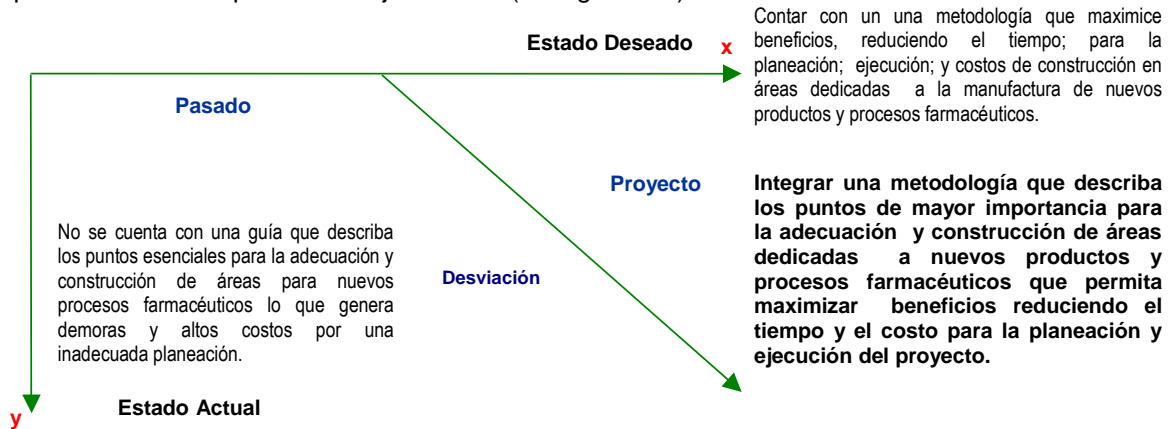 Contar con un una metodología que maximice
beneficios, reduciendo el tiempo; para la
planeación; ejecución; y costos de construcción en
áreas dedicadas a la manufactura de nuevos
productos y procesos farmacéuticos.
Estado Deseado x
Pasado
Proyecto
Integrar una metodología que describa
los puntos de mayor importancia para
la adecuación y construcción de áreas
dedicadas a nuevos productos y
procesos farmacéuticos que permita
maximizar beneficios reduciendo el
tiempo y el costo para la planeación y
ejecución del proyecto.
No se cuenta con una guía que describa
los puntos esenciales para la adecuación y
construcción de áreas para nuevos
procesos farmacéuticos lo que genera
demoras y altos costos por una
inadecuada planeación.
Desviación
Estado Actual
y